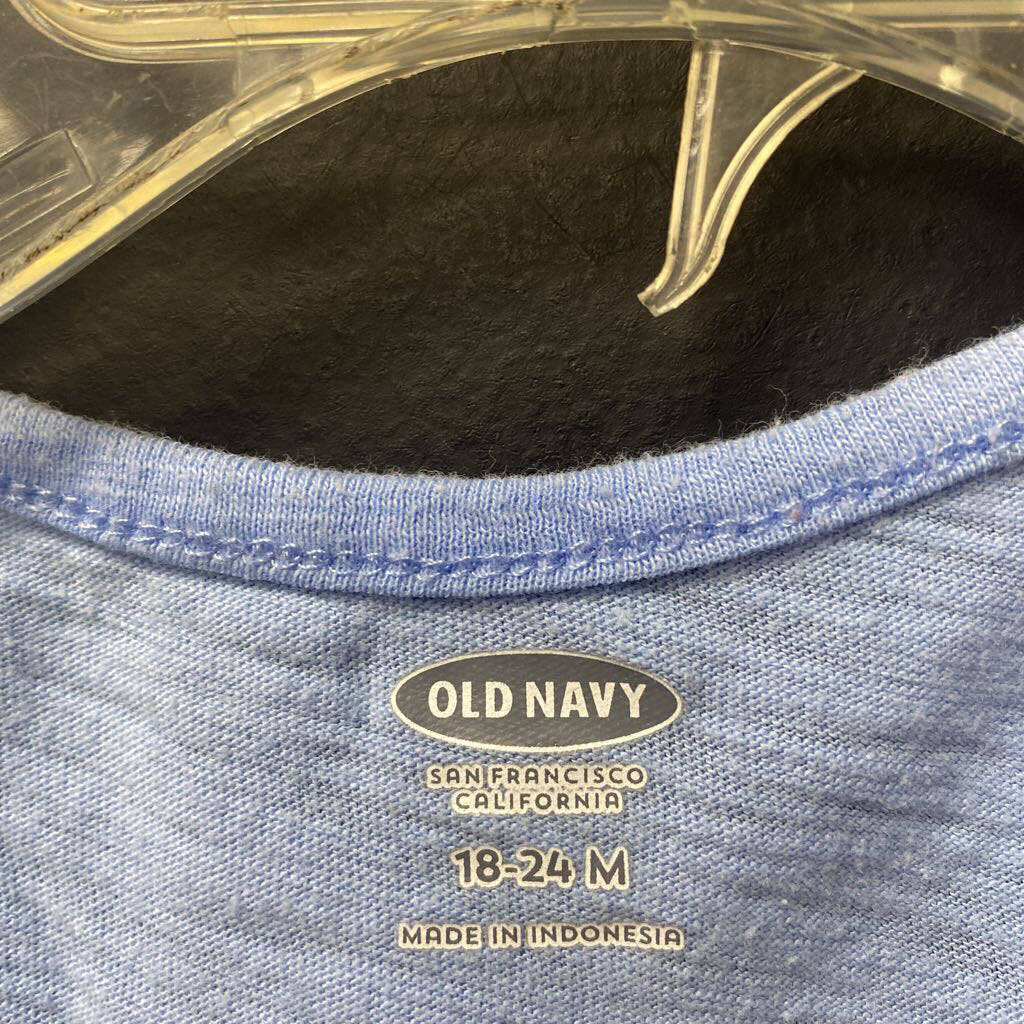 OLD NAVY
SAN FRANCISCO
CALIFORNIA
18-24 M
MADE IN INDONESIA